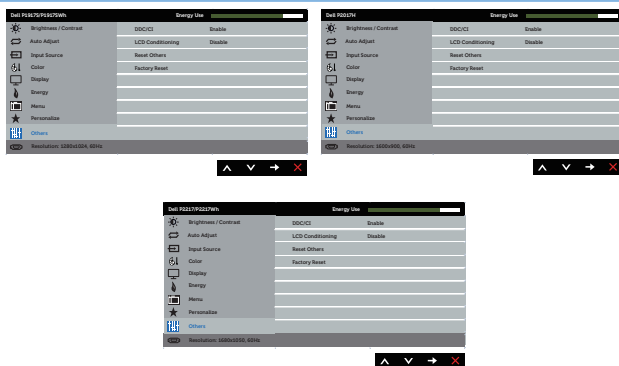 Dell P1917S/P1917SWh Energy Use
Brightness / Contrast DDC/CI Enable
Auto Adjust LCD Conditioning Disable
Input Source Reset Others
Color Factory Reset
Display
Energy
Menu
Personalize
Others
Resolution: 1280x1024, 60Hz
Dell P2017H Energy Use
Brightness / Contrast DDC/CI Enable
Auto Adjust LCD Conditioning Disable
Input Source Reset Others
Color Factory Reset
Display
Energy
Menu
Personalize
Others
Resolution: 1600x900, 60Hz
Dell P2217/P2217Wh Energy Use
Brightness / Contrast DDC/CI Enable
Auto Adjust LCD Conditioning Disable
Input Source Reset Others
Color Factory Reset
Display
Energy
Menu
Personalize
Others
Resolution: 1680x1050, 60Hz